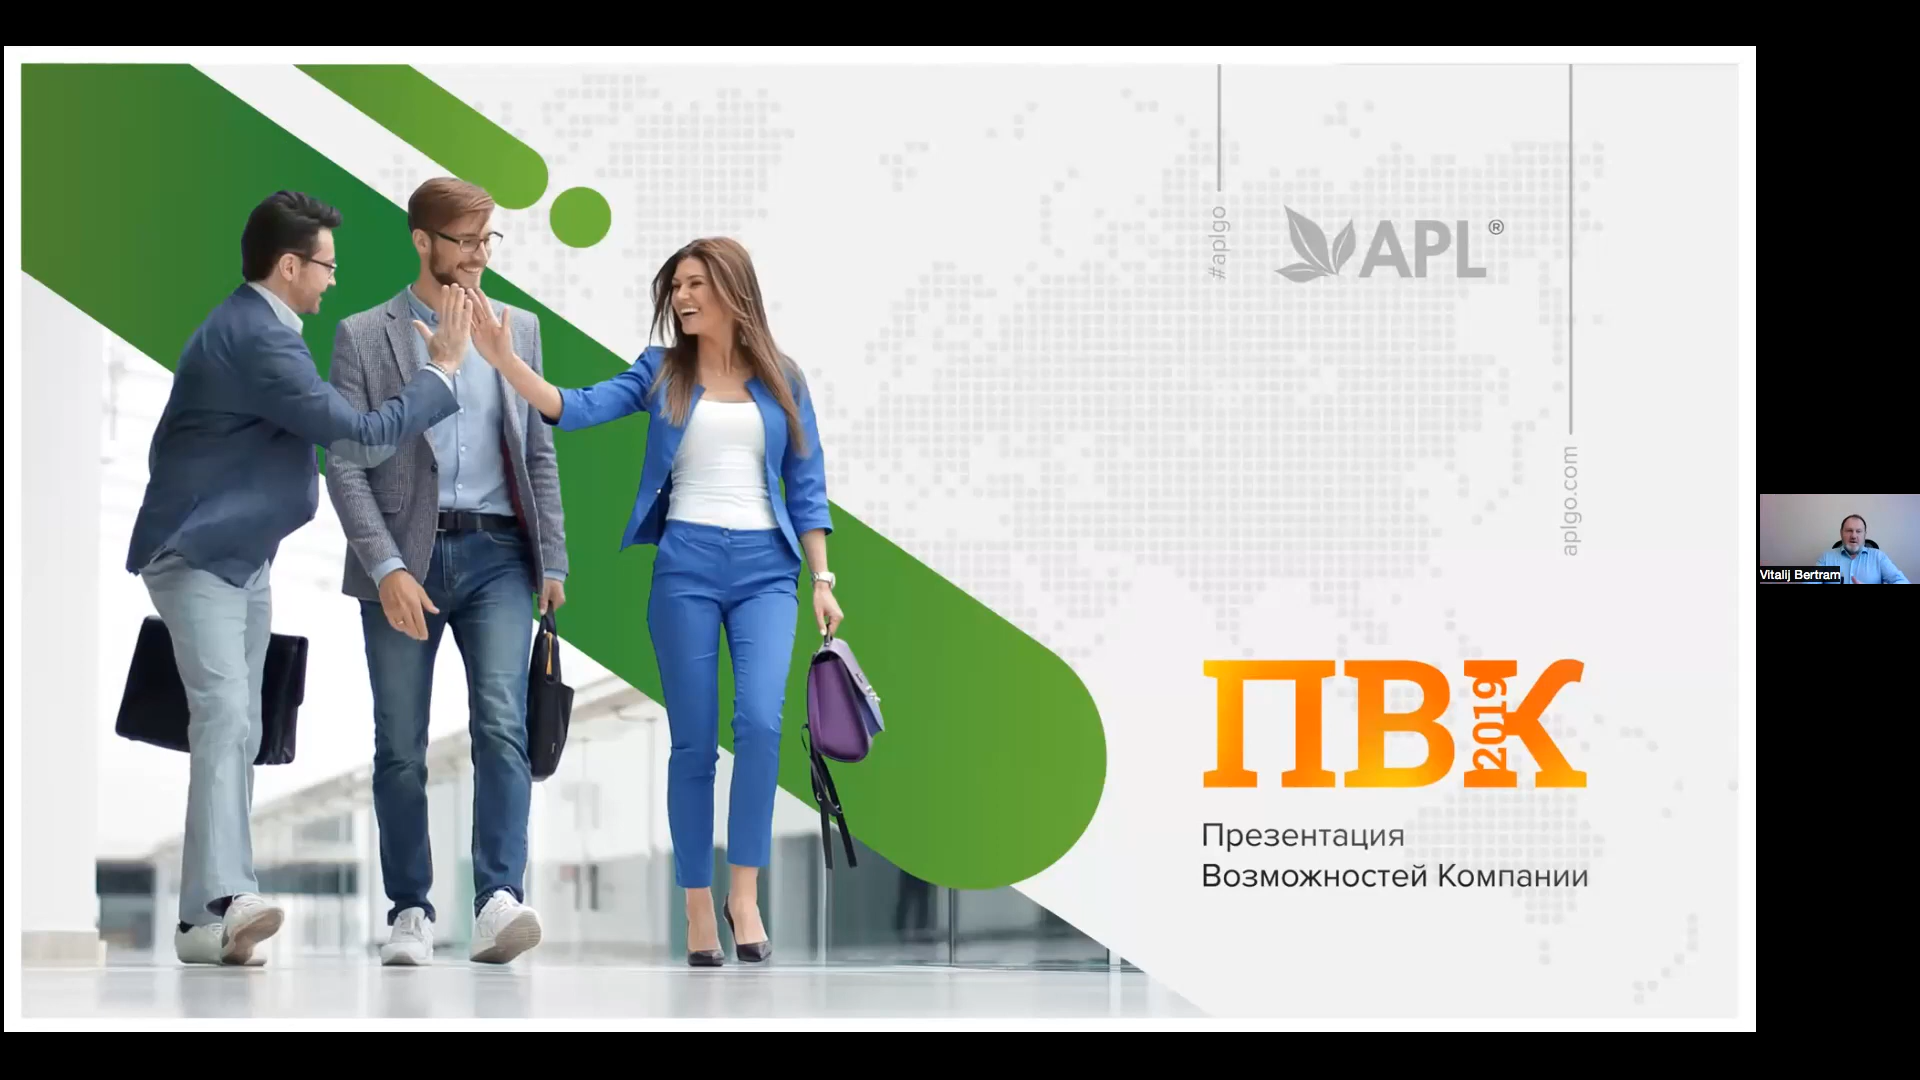 #aplgo
APL®
aplgo.com
ПВК
2019
Презентация
Возможностей Компании
Vitalij Bertram